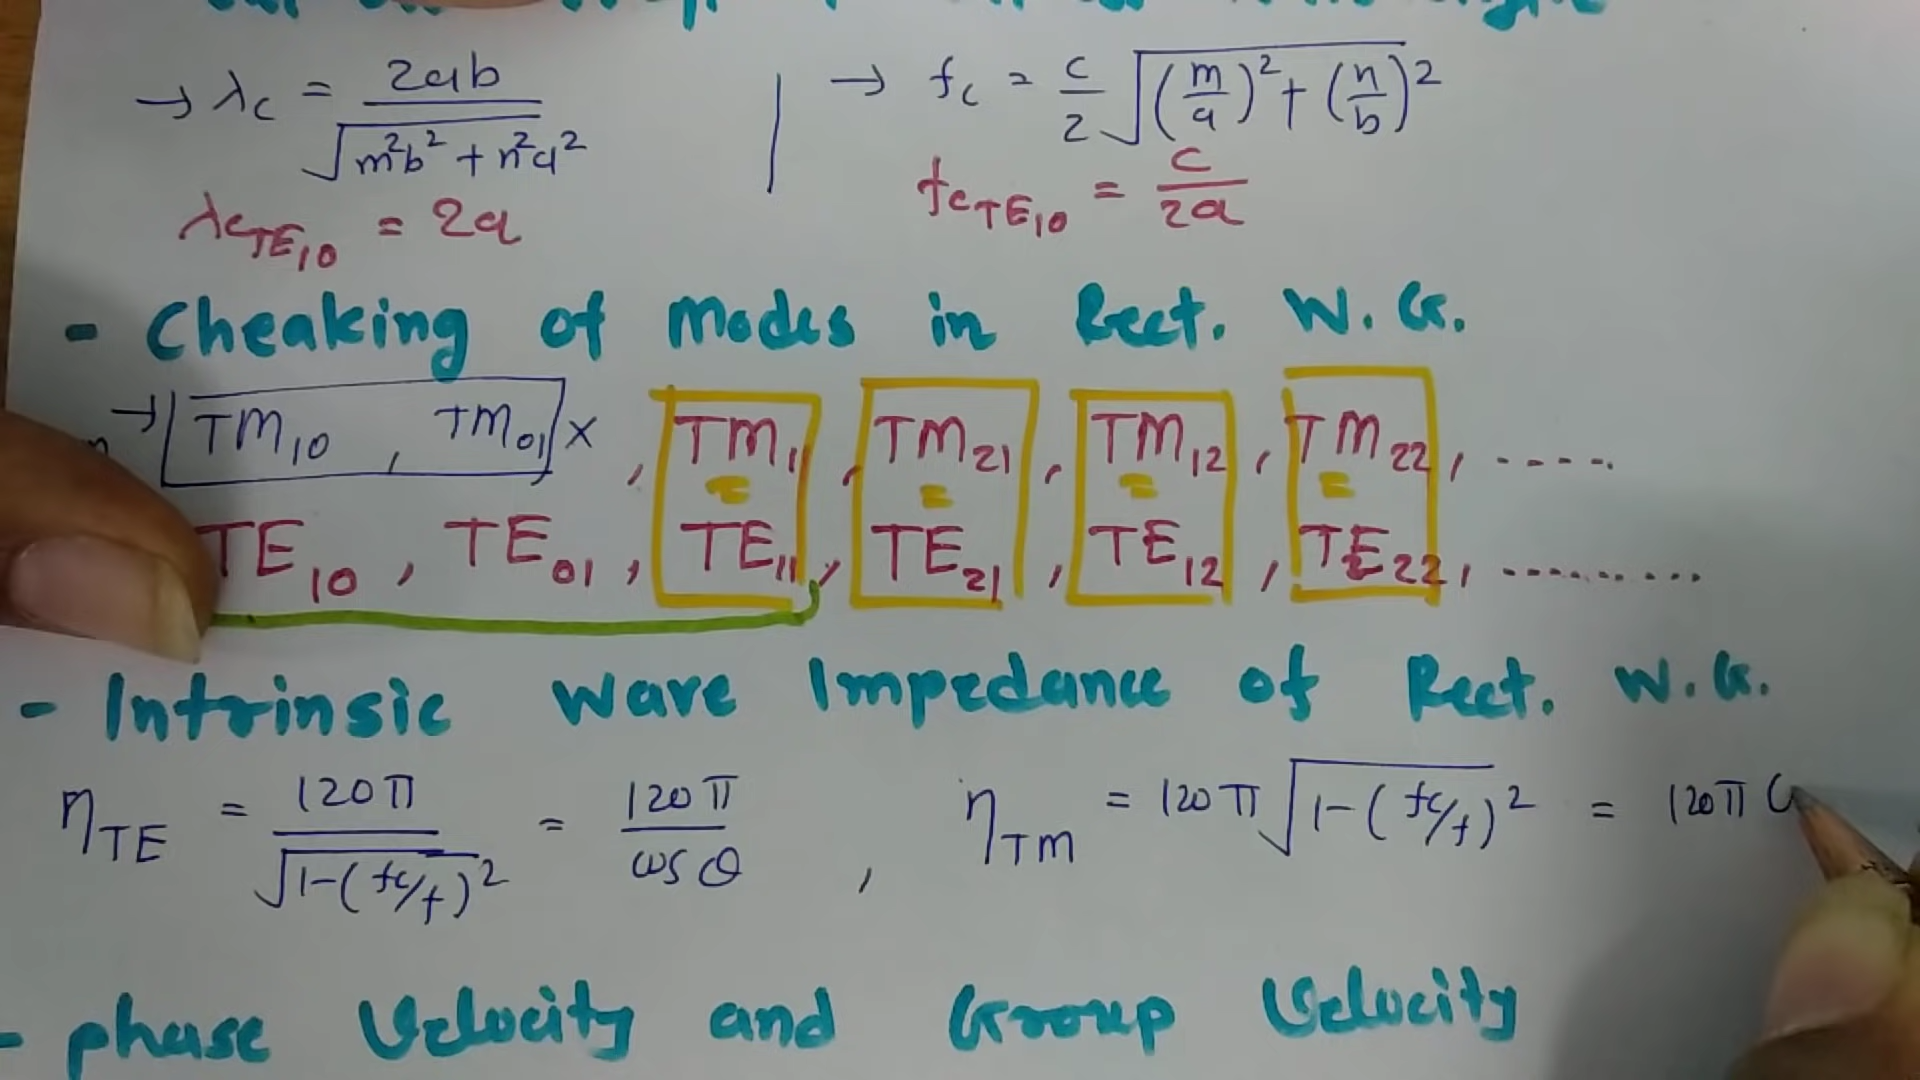 → λc = 2ab / √(m²b² + n²a²) | → fc = c/2 √((m/a)² + (n/b)²)
λcTE10 = 2a fcTE10 = c/2a
- Cheaking of Modes in Rect. W.G.
→ TM10 , TM01 × , TM11 , TM21 , TM12 , TM22 , -----
= = = =
TE10 , TE01 , TE11 , TE21 , TE12 , TE22 , ..........
- Intrinsic wave Impedance of Rect. W.G.
ηTE = 120π / √(1-(fc/f)²) = 120π / cos θ , ηTM = 120π √(1-(fc/f)²) = 120π
- phase Velocity and Group Velocity